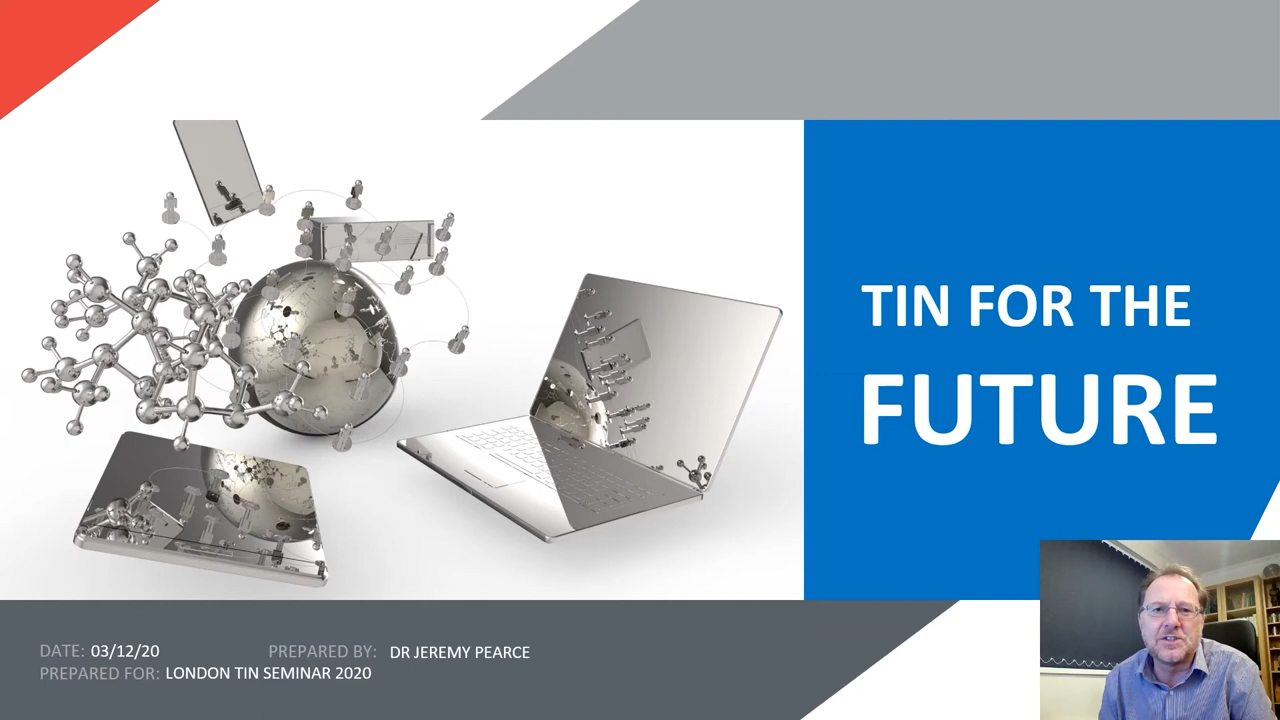 TIN FOR THE
FUTURE
DATE: 03/12/20 PREPARED BY: DR JEREMY PEARCE
PREPARED FOR: LONDON TIN SEMINAR 2020